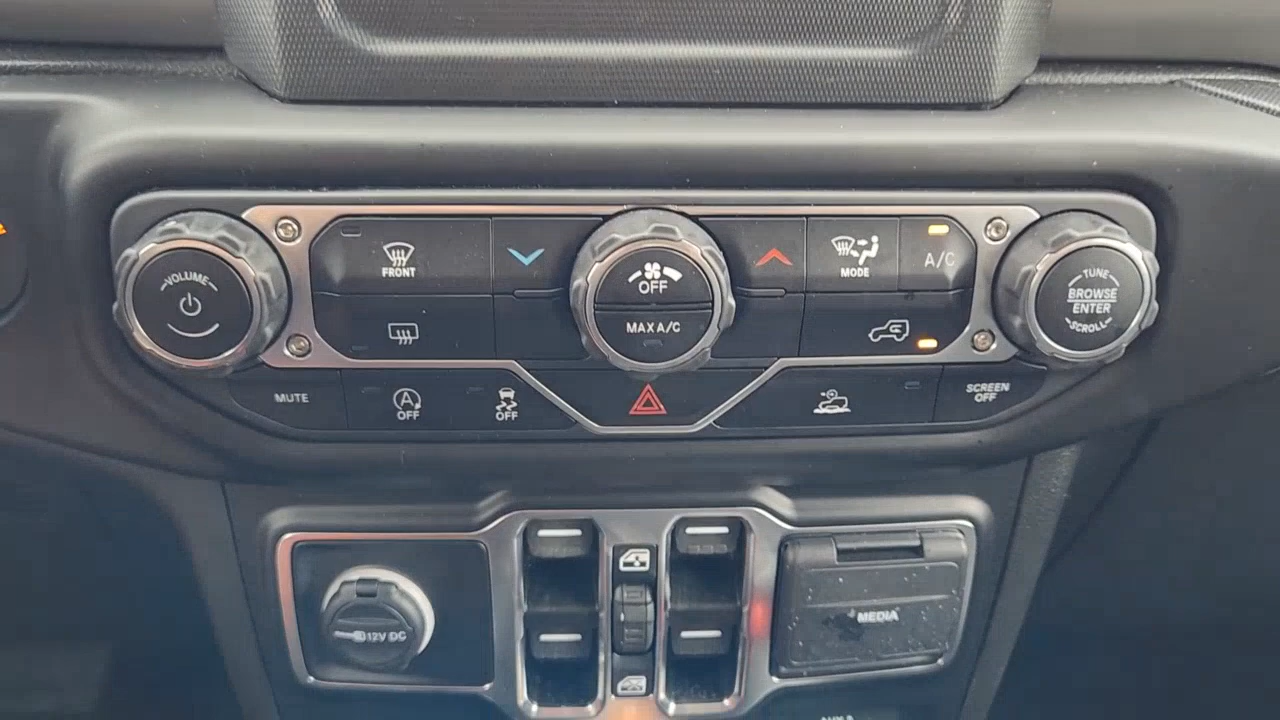 VOLUME
FRONT
OFF
MAX A/C
MODE
A/C
TUNE
BROWSE
ENTER
SCROLL
MUTE
A
OFF
OFF
SCREEN
OFF
12V DC
MEDIA